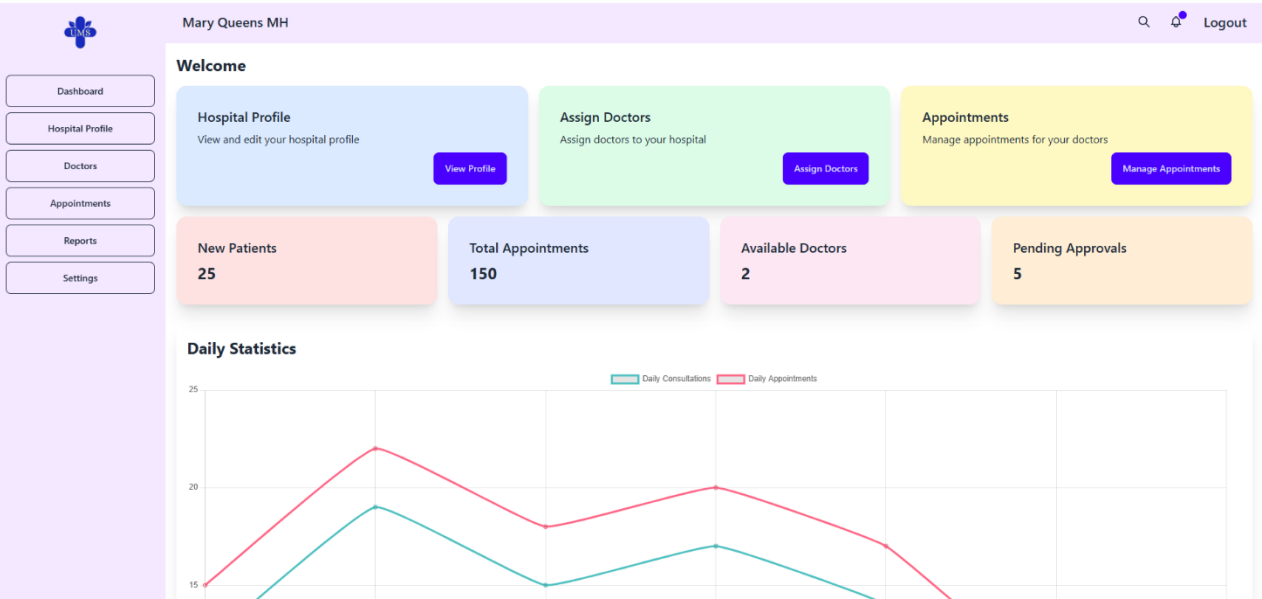 UMS
Mary Queens MH
Logout
Dashboard
Hospital Profile
Doctors
Appointments
Reports
Settings
Welcome
Hospital Profile
View and edit your hospital profile
View Profile
Assign Doctors
Assign doctors to your hospital
Assign Doctors
Appointments
Manage appointments for your doctors
Manage Appointments
New Patients
25
Total Appointments
150
Available Doctors
2
Pending Approvals
5
Daily Statistics
Daily Consultations Daily Appointments
25
20
15